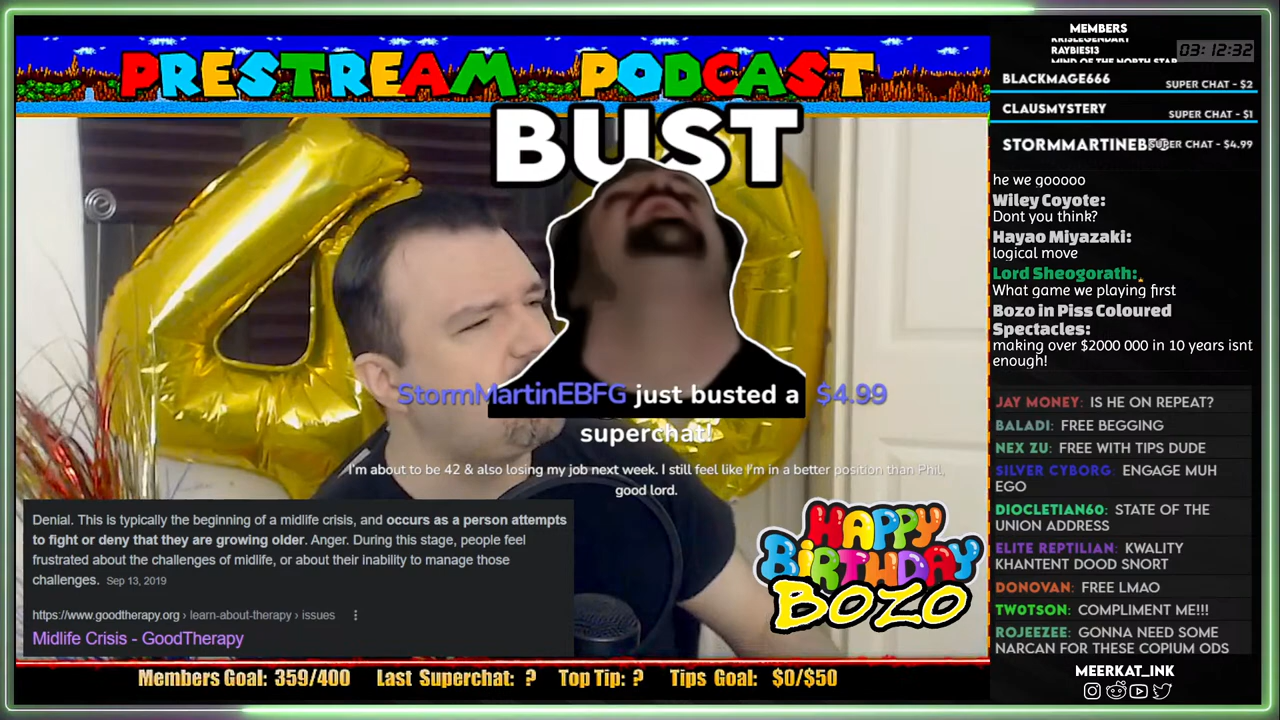 PRESTREAM PODCAST
BUST
StormMartinEBFG just busted a $4.99
superchat!
I'm about to be 42 & also losing my job next week. I still feel like I'm in a better position than Phil,
good lord.
Denial. This is typically the beginning of a midlife crisis, and occurs as a person attempts
to fight or deny that they are growing older. Anger. During this stage, people feel
frustrated about the challenges of midlife, or about their inability to manage those
challenges. Sep 13, 2019
https://www.goodtherapy.org › learn-about-therapy › issues
Midlife Crisis - GoodTherapy
HAPPY
BIRTHDAY
BOZO
Members Goal: 359/400 Last Superchat: ? Top Tip: ? Tips Goal: $0/$50
MEMBERS
KRISLEGENDARY
RAYBIES13
MIND OF THE NORTH STAR
03:12:32
BLACKMAGE666
SUPER CHAT - $2
CLAUSMYSTERY
SUPER CHAT - $1
STORMMARTINEBFG SUPER CHAT - $4.99
he we gooooo
Wiley Coyote:
Dont you think?
Hayao Miyazaki:
logical move
Lord Sheogorath:
What game we playing first
Bozo in Piss Coloured
Spectacles:
making over $2000 000 in 10 years isnt
enough!
JAY MONEY: IS HE ON REPEAT?
BALADI: FREE BEGGING
NEX ZU: FREE WITH TIPS DUDE
SILVER CYBORG: ENGAGE MUH
EGO
DIOCLETIAN60: STATE OF THE
UNION ADDRESS
ELITE REPTILIAN: KWALITY
KHANTENT DOOD SNORT
DONOVAN: FREE LMAO
TWOTSON: COMPLIMENT ME!!!
ROJEEZEE: GONNA NEED SOME
NARCAN FOR THESE COPIUM ODS
MEERKAT_INK